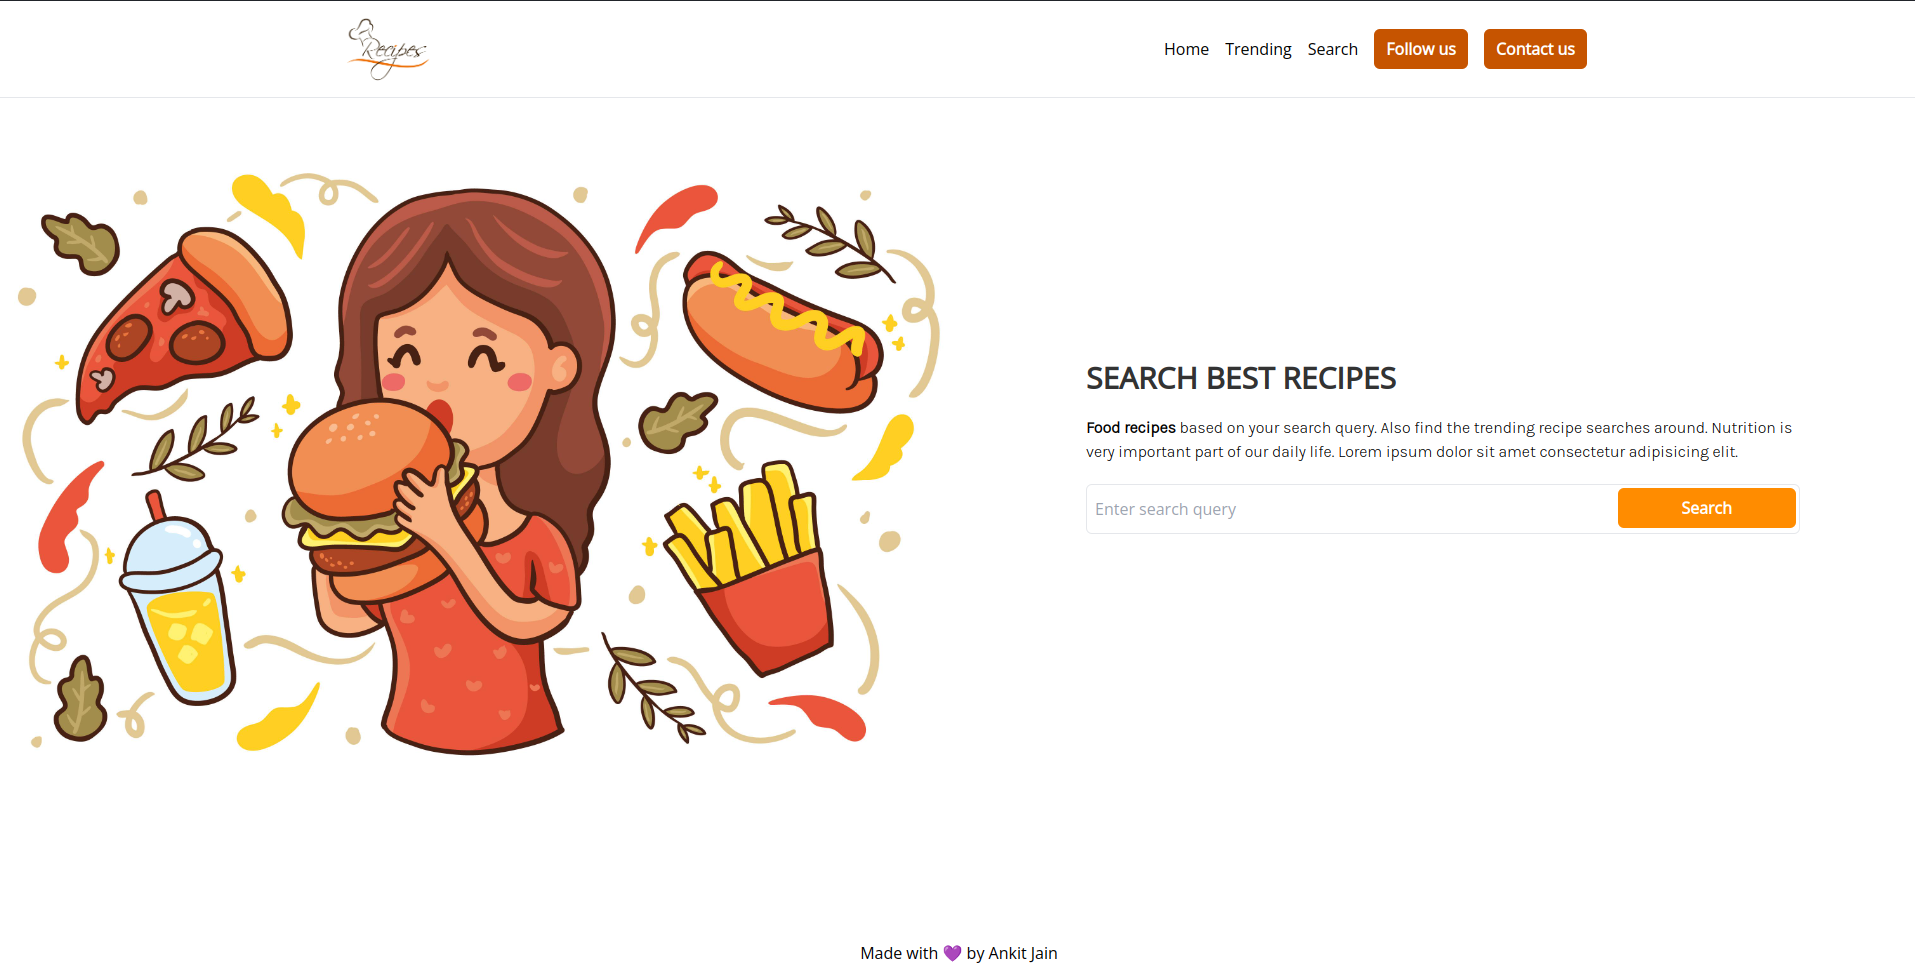 Recipes
Home Trending Search Follow us Contact us
SEARCH BEST RECIPES
Food recipes based on your search query. Also find the trending recipe searches around. Nutrition is
very important part of our daily life. Lorem ipsum dolor sit amet consectetur adipisicing elit.
Enter search query Search
Made with 💜 by Ankit Jain